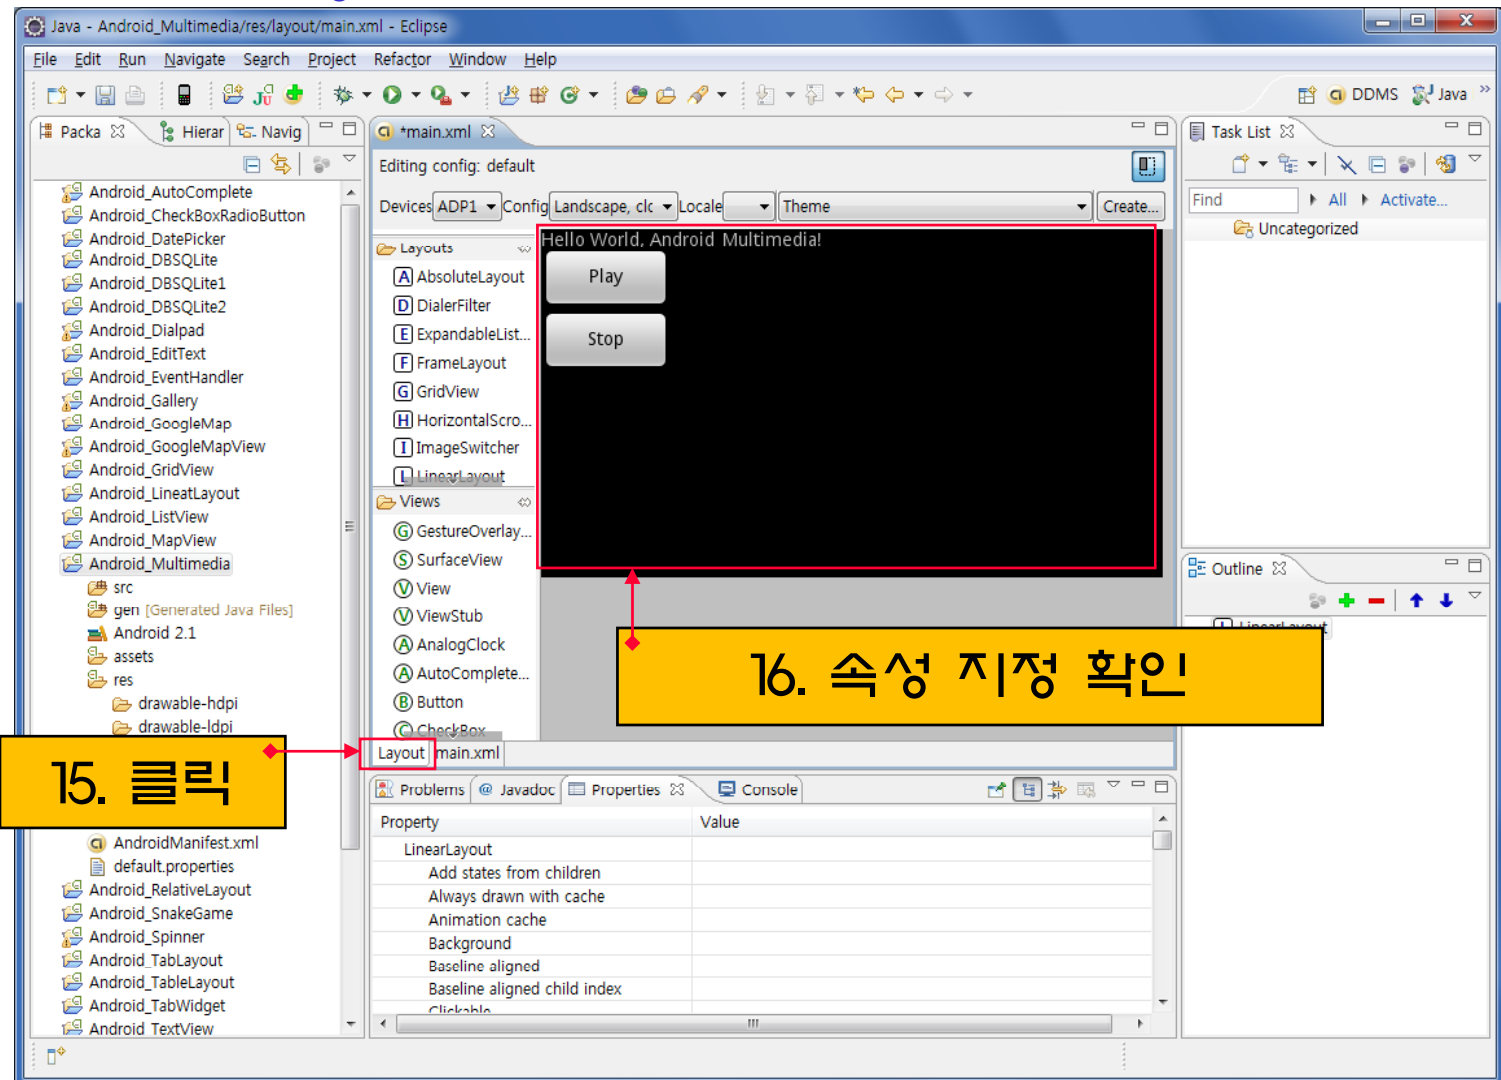 Java - Android_Multimedia/res/layout/main.xml - Eclipse
File Edit Run Navigate Search Project Refactor Window Help
DDMS Java »
Packa Hierar Navig
Android_AutoComplete
Android_CheckBoxRadioButton
Android_DatePicker
Android_DBSQLite
Android_DBSQLite1
Android_DBSQLite2
Android_Dialpad
Android_EditText
Android_EventHandler
Android_Gallery
Android_GoogleMap
Android_GoogleMapView
Android_GridView
Android_LineatLayout
Android_ListView
Android_MapView
Android_Multimedia
src
gen [Generated Java Files]
Android 2.1
assets
res
drawable-hdpi
drawable-ldpi
15. 클릭
AndroidManifest.xml
default.properties
Android_RelativeLayout
Android_SnakeGame
Android_Spinner
Android_TabLayout
Android_TableLayout
Android_TabWidget
Android_TextView
*main.xml
Editing config: default
Devices ADP1 Config Landscape, clc Locale Theme Create...
Layouts
A AbsoluteLayout
D DialerFilter
E ExpandableList...
F FrameLayout
G GridView
H HorizontalScro...
I ImageSwitcher
L LinearLayout
Views
G GestureOverlay...
S SurfaceView
V View
V ViewStub
A AnalogClock
A AutoComplete...
B Button
C CheckBox
Hello World, Android Multimedia!
Play
Stop
16. 속성 지정 확인
Layout main.xml
Problems @ Javadoc Properties Console
Property Value
LinearLayout
Add states from children
Always drawn with cache
Animation cache
Background
Baseline aligned
Baseline aligned child index
Clickable
Task List
Find All Activate...
Uncategorized
Outline
LinearLayout